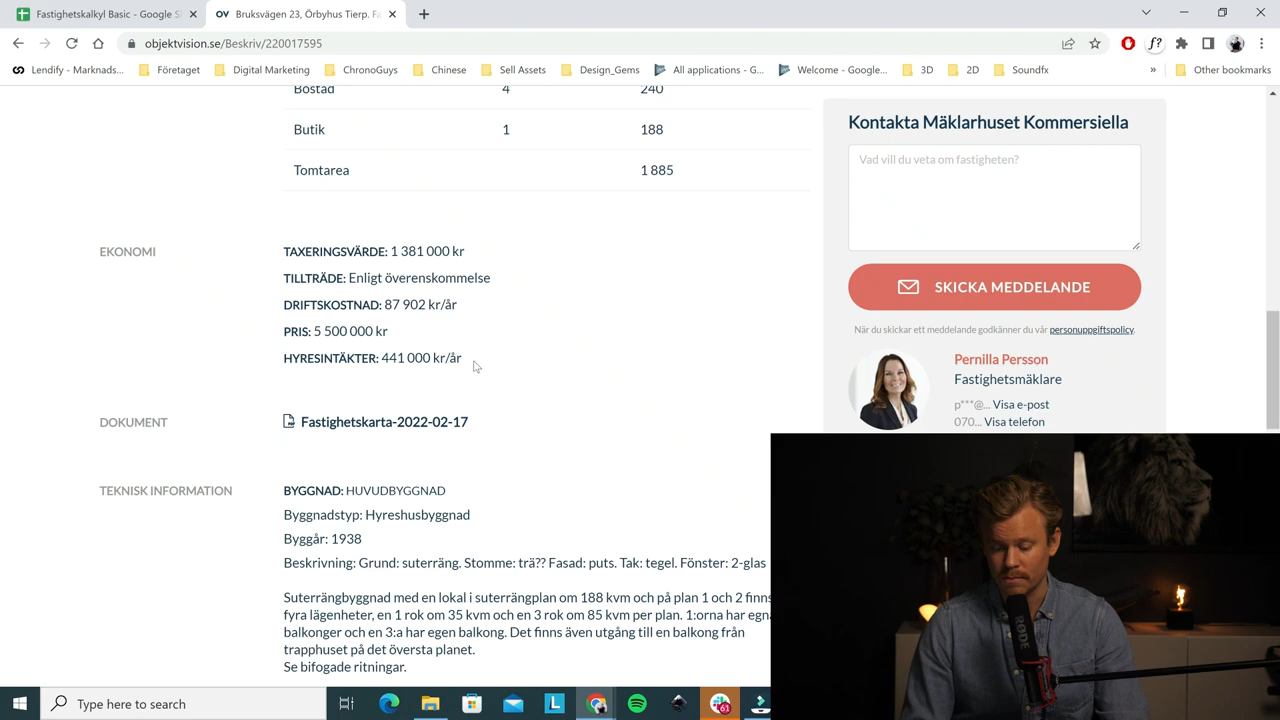 Fastighetskalkyl Basic - Google S
OV Bruksvägen 23, Örbyhus Tierp. Fa
objektvision.se/Beskriv/220017595
f?
Lendify - Marknads... Företaget Digital Marketing ChronoGuys Chinese Sell Assets Design_Gems All applications - G... Welcome - Google... 3D 2D Soundfx » Other bookmarks
Bostad 4 240
Butik 1 188
Tomtarea 1 885
EKONOMI
TAXERINGSVÄRDE: 1 381 000 kr
TILLTRÄDE: Enligt överenskommelse
DRIFTSKOSTNAD: 87 902 kr/år
PRIS: 5 500 000 kr
HYRESINTÄKTER: 441 000 kr/år
DOKUMENT
Fastighetskarta-2022-02-17
TEKNISK INFORMATION
BYGGNAD: HUVUDBYGGNAD
Byggnadstyp: Hyreshusbyggnad
Byggår: 1938
Beskrivning: Grund: suterräng. Stomme: trä?? Fasad: puts. Tak: tegel. Fönster: 2-glas
Suterrängbyggnad med en lokal i suterrängplan om 188 kvm och på plan 1 och 2 finns
fyra lägenheter, en 1 rok om 35 kvm och en 3 rok om 85 kvm per plan. 1:orna har egna
balkonger och en 3:a har egen balkong. Det finns även utgång till en balkong från
trapphuset på det översta planet.
Se bifogade ritningar.
Kontakta Mäklarhuset Kommersiella
Vad vill du veta om fastigheten?
SKICKA MEDDELANDE
När du skickar ett meddelande godkänner du vår personuppgiftspolicy.
Pernilla Persson
Fastighetsmäklare
p***@... Visa e-post
070... Visa telefon
RØDE
Type here to search
L
61